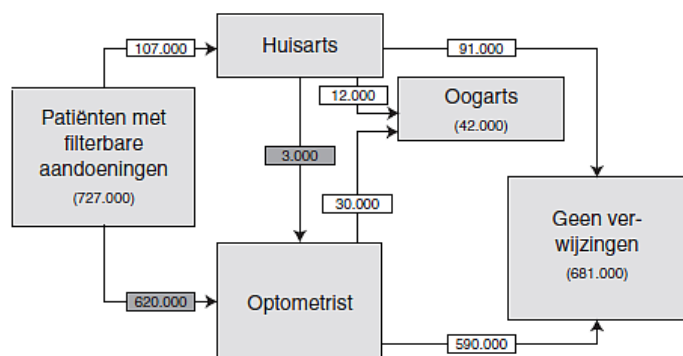 Huisarts
107.000
91.000
12.000
Oogarts
(42.000)
Patiënten met
filterbare
aandoeningen
(727.000)
3.000
30.000
Geen ver-
wijzingen
(681.000)
620.000
Optometrist
590.000